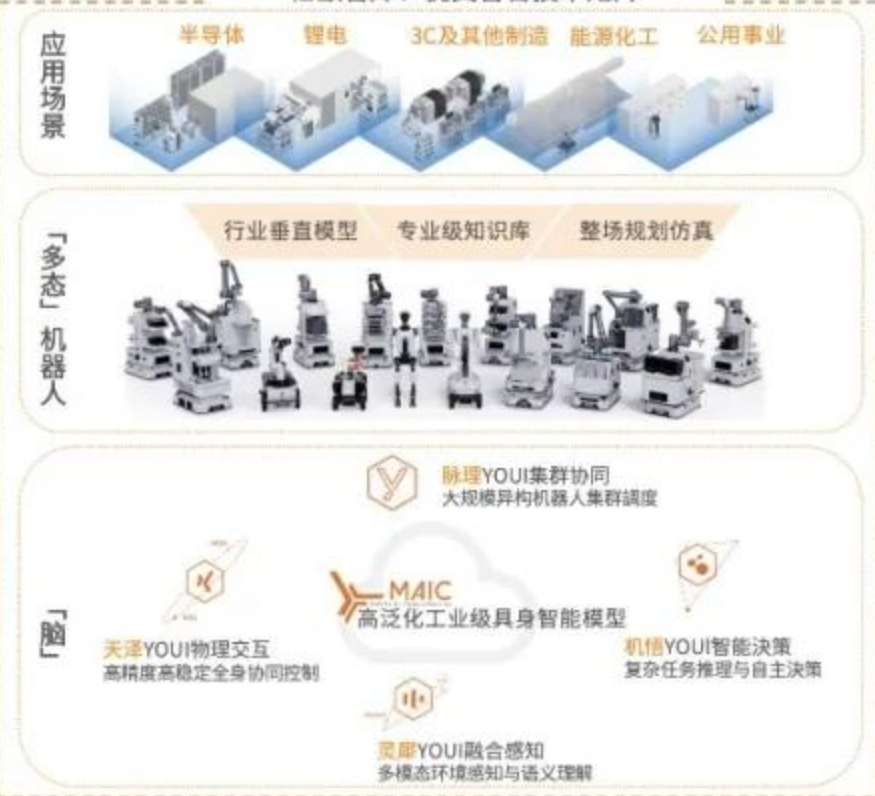 应用场景
半导体 锂电 3C及其他制造 能源化工 公用事业
「多态」机器人
行业垂直模型 专业级知识库 整场规划仿真
「脑」
脉理YOUI集群协同
大规模异构机器人集群調度
MAIC
高泛化工业级具身智能模型
天泽YOUI物理交互
高精度高稳定全身协同控制
机悟YOUI智能決策
复杂任务推理与自主決策
灵犀YOUI融合感知
多模态环境感知与语义理解